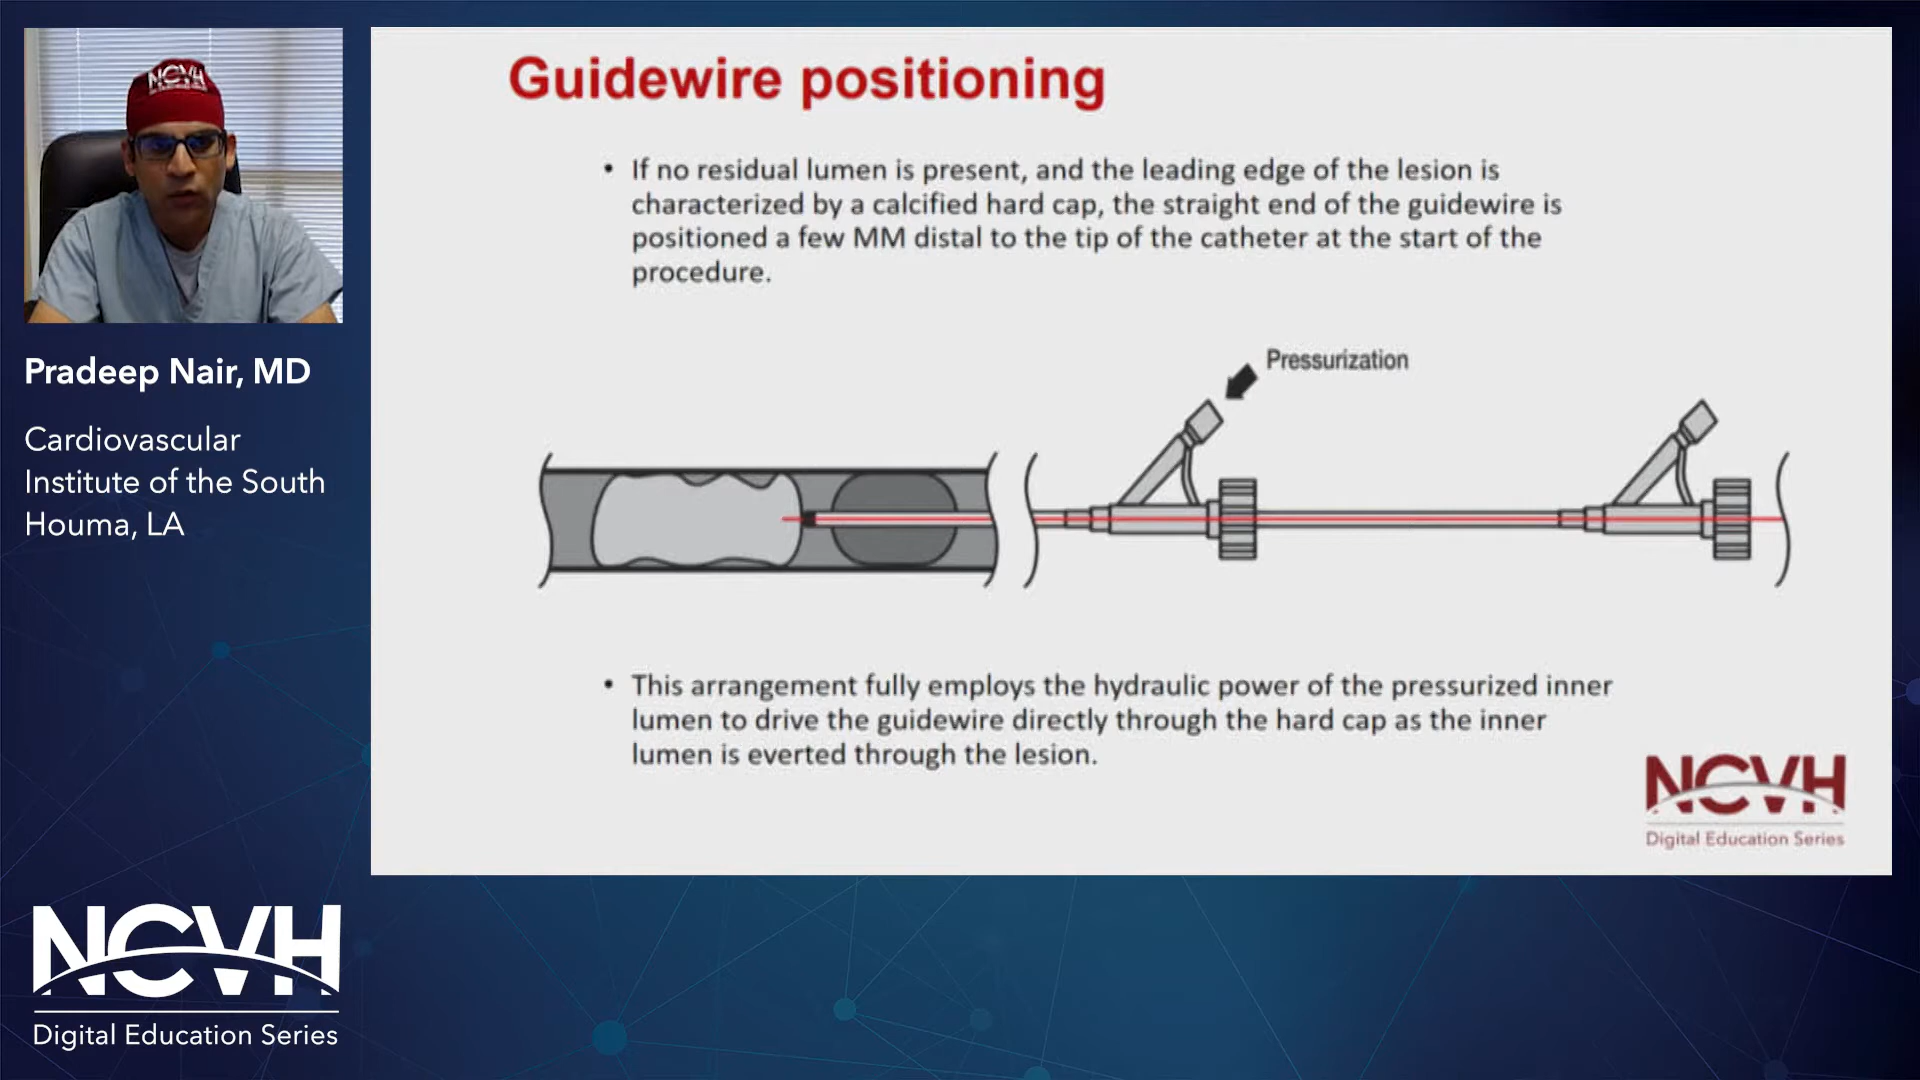 NCVH
Pradeep Nair, MD
Cardiovascular
Institute of the South
Houma, LA
NCVH
Digital Education Series
Guidewire positioning
• If no residual lumen is present, and the leading edge of the lesion is
characterized by a calcified hard cap, the straight end of the guidewire is
positioned a few MM distal to the tip of the catheter at the start of the
procedure.
Pressurization
• This arrangement fully employs the hydraulic power of the pressurized inner
lumen to drive the guidewire directly through the hard cap as the inner
lumen is everted through the lesion.
NCVH
Digital Education Series